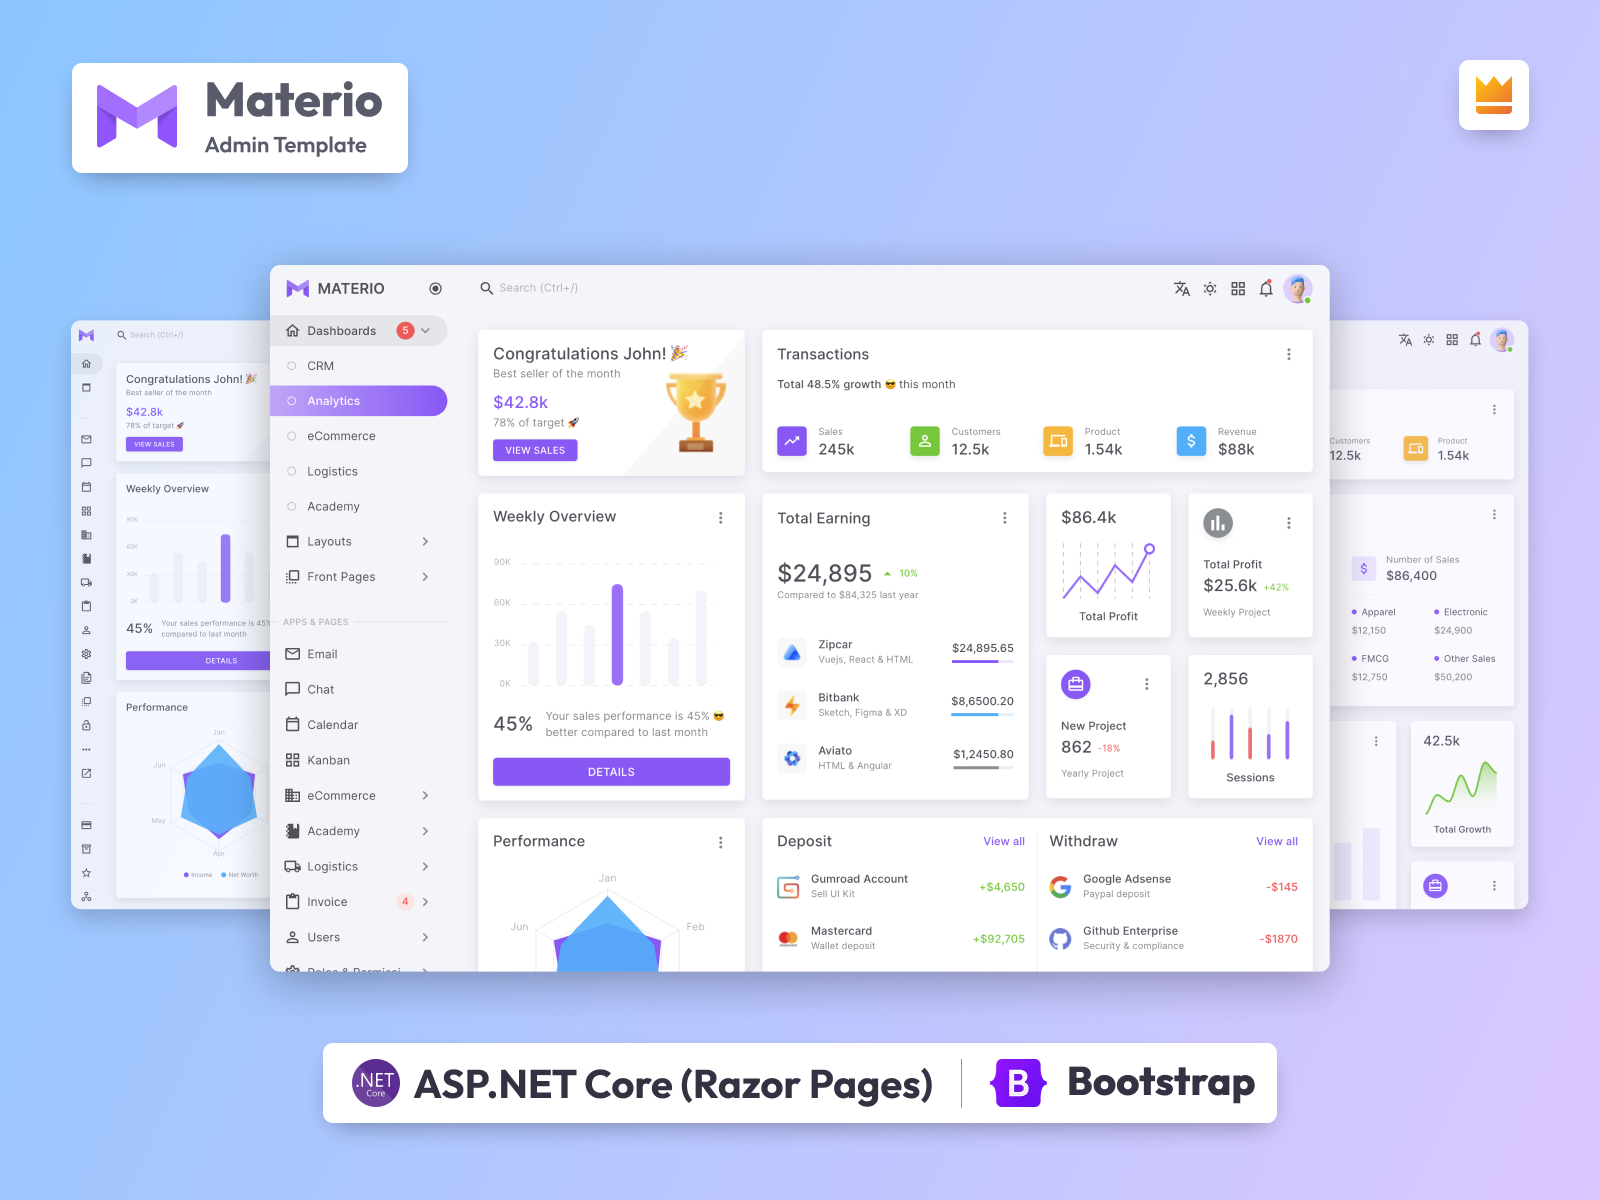 Materio
Admin Template
MATERIO
Search (Ctrl+/)
Dashboards 5
CRM
Analytics
eCommerce
Logistics
Academy
Layouts
Front Pages
APPS & PAGES
Email
Chat
Calendar
Kanban
eCommerce
Academy
Logistics
Invoice 4
Users
Roles & Permissi
Congratulations John! 🎉
Best seller of the month
$42.8k
78% of target 🚀
VIEW SALES
Transactions
Total 48.5% growth 😎 this month
Sales
245k
Customers
12.5k
Product
1.54k
Revenue
$88k
Weekly Overview
90K
60K
30K
0K
45%
Your sales performance is 45% 😎
better compared to last month
DETAILS
Total Earning
$24,895 10%
Compared to $84,325 last year
Zipcar
Vuejs, React & HTML
$24,895.65
Bitbank
Sketch, Figma & XD
$8,6500.20
Aviato
HTML & Angular
$1,2450.80
$86.4k
Total Profit
Total Profit
$25.6k +42%
Weekly Project
New Project
862 -18%
Yearly Project
2,856
Sessions
Performance
Jan
Jun
Feb
Deposit View all
Gumroad Account
Sell UI Kit
+$4,650
Mastercard
Wallet deposit
+$92,705
Withdraw View all
Google Adsense
Paypal deposit
-$145
Github Enterprise
Security & compliance
-$1870
Search (Ctrl+/)
Congratulations John! 🎉
Best seller of the month
$42.8k
78% of target 🚀
VIEW SALES
Weekly Overview
90K
60K
30K
0K
45%
Your sales performance is 45%
compared to last month
DETAILS
Performance
Jan
Jun
May
Apr
Income
Net Worth
Customers
12.5k
Product
1.54k
Number of Sales
$86,400
Apparel
$12,150
Electronic
$24,900
FMCG
$12,750
Other Sales
$50,200
42.5k
Total Growth
.NET
Core
ASP.NET Core (Razor Pages)
B
Bootstrap